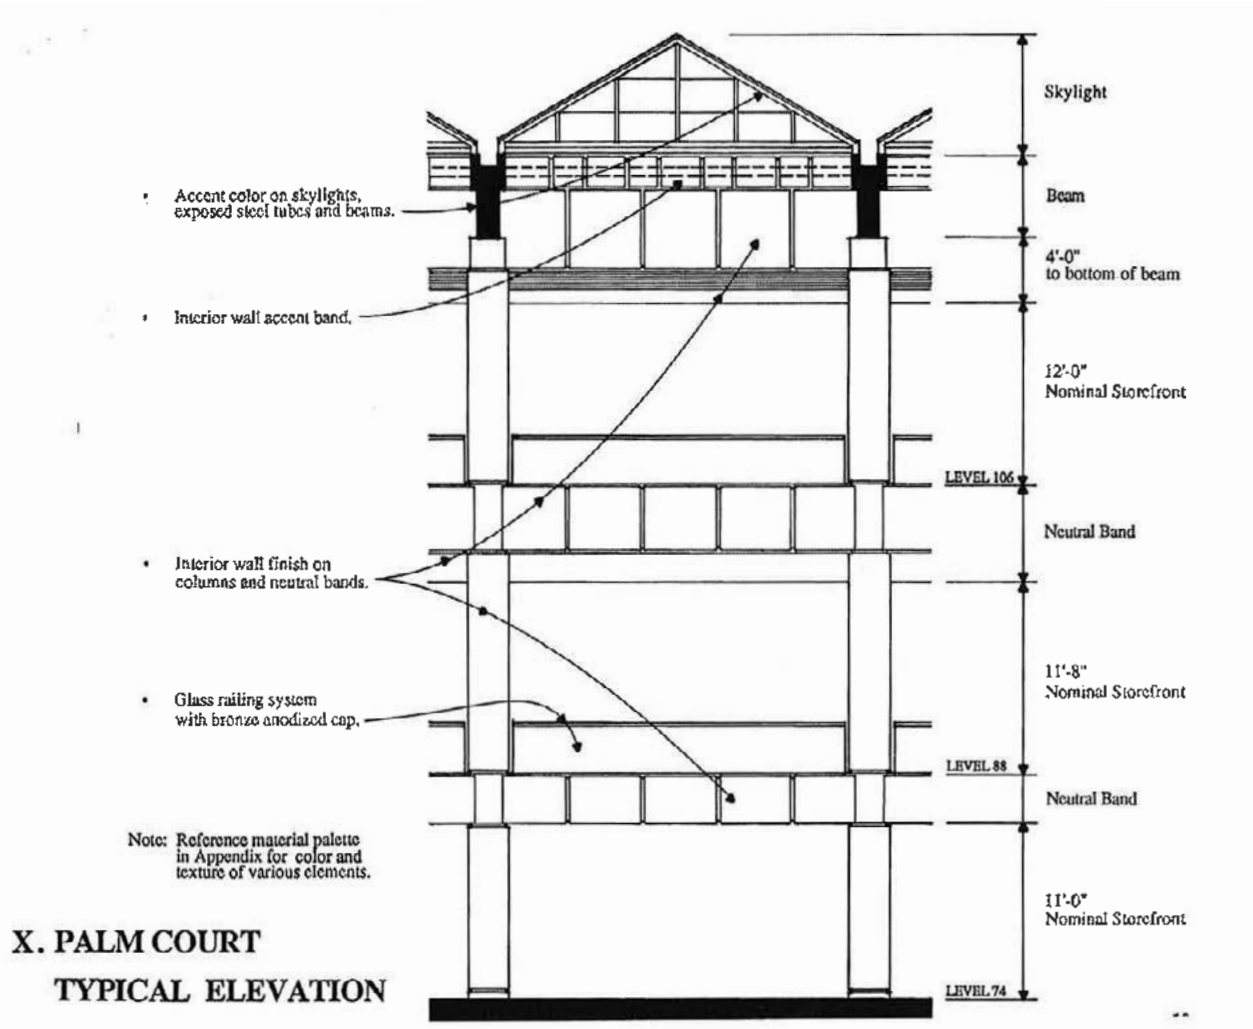 Skylight
• Accent color on skylights,
exposed steel tubes and beams.
Beam
4'-0"
to bottom of beam
• Interior wall accent band.
12'-0"
Nominal Storefront
LEVEL 106
Neutral Band
• Interior wall finish on
columns and neutral bands.
11'-8"
Nominal Storefront
• Glass railing system
with bronze anodized cap.
LEVEL 88
Neutral Band
Note: Reference material palette
in Appendix for color and
texture of various elements.
11'-0"
Nominal Storefront
X. PALM COURT
TYPICAL ELEVATION
LEVEL 74